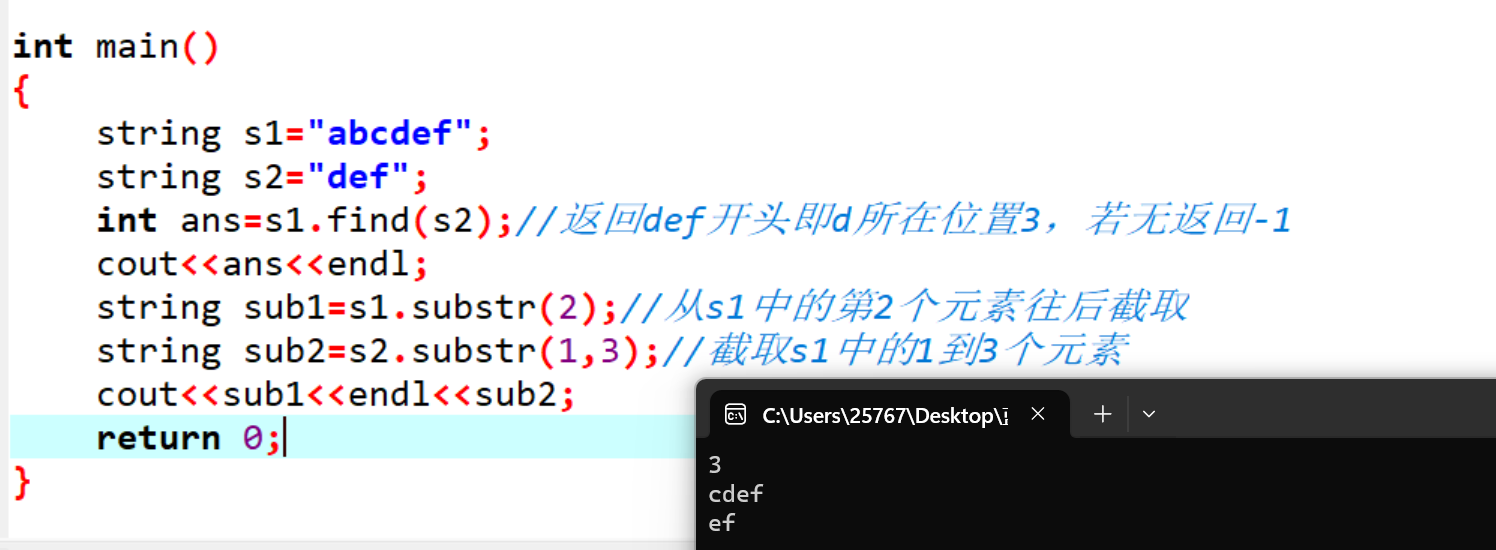 int main()
{
string s1="abcdef";
string s2="def";
int ans=s1.find(s2);//返回def开头即d所在位置3，若无返回-1
cout<<ans<<endl;
string sub1=s1.substr(2);//从s1中的第2个元素往后截取
string sub2=s2.substr(1,3);//截取s1中的1到3个元素
cout<<sub1<<endl<<sub2;
return 0;
}
C:\Users\25767\Desktop\
3
cdef
ef